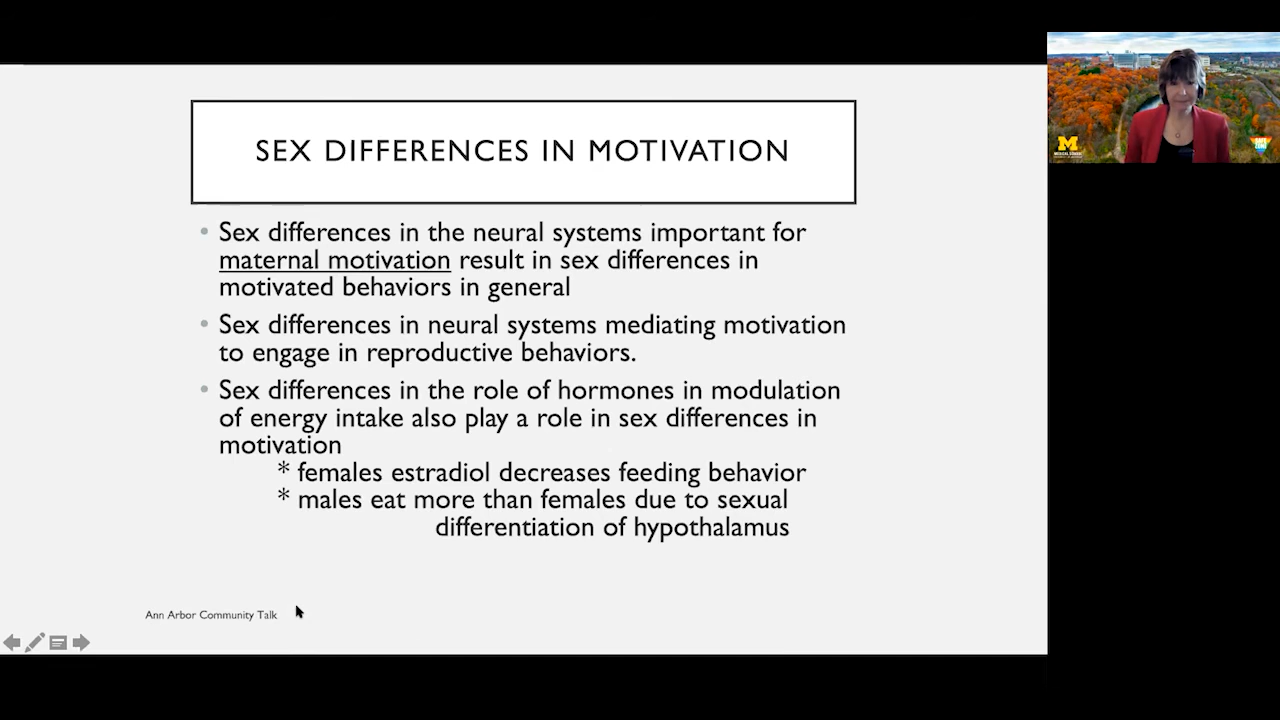 SEX DIFFERENCES IN MOTIVATION
• Sex differences in the neural systems important for
maternal motivation result in sex differences in
motivated behaviors in general
• Sex differences in neural systems mediating motivation
to engage in reproductive behaviors.
• Sex differences in the role of hormones in modulation
of energy intake also play a role in sex differences in
motivation
* females estradiol decreases feeding behavior
* males eat more than females due to sexual
differentiation of hypothalamus
Ann Arbor Community Talk
M